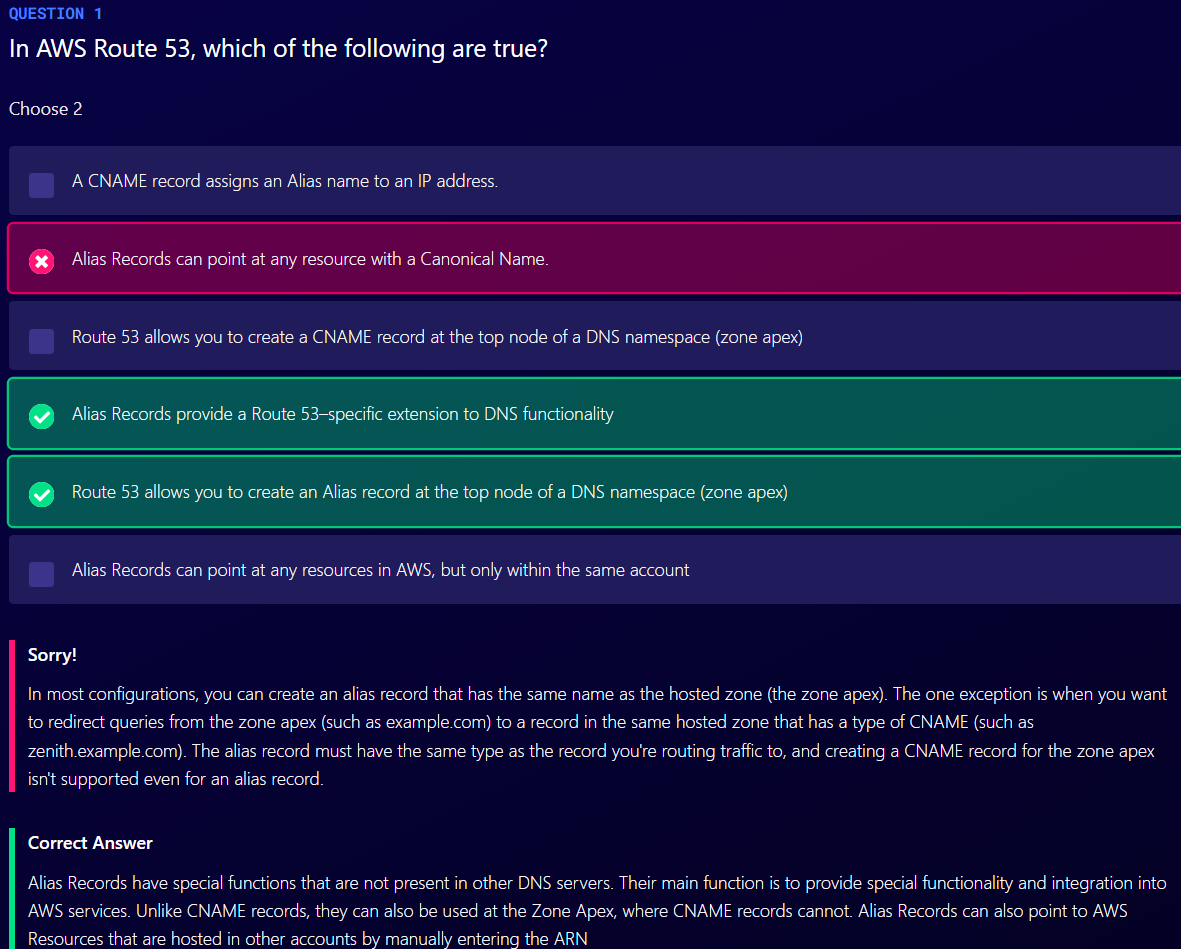 QUESTION 1
In AWS Route 53, which of the following are true?
Choose 2
A CNAME record assigns an Alias name to an IP address.
Alias Records can point at any resource with a Canonical Name.
Route 53 allows you to create a CNAME record at the top node of a DNS namespace (zone apex)
Alias Records provide a Route 53–specific extension to DNS functionality
Route 53 allows you to create an Alias record at the top node of a DNS namespace (zone apex)
Alias Records can point at any resources in AWS, but only within the same account
Sorry!
In most configurations, you can create an alias record that has the same name as the hosted zone (the zone apex). The one exception is when you want
to redirect queries from the zone apex (such as example.com) to a record in the same hosted zone that has a type of CNAME (such as
zenith.example.com). The alias record must have the same type as the record you're routing traffic to, and creating a CNAME record for the zone apex
isn't supported even for an alias record.
Correct Answer
Alias Records have special functions that are not present in other DNS servers. Their main function is to provide special functionality and integration into
AWS services. Unlike CNAME records, they can also be used at the Zone Apex, where CNAME records cannot. Alias Records can also point to AWS
Resources that are hosted in other accounts by manually entering the ARN